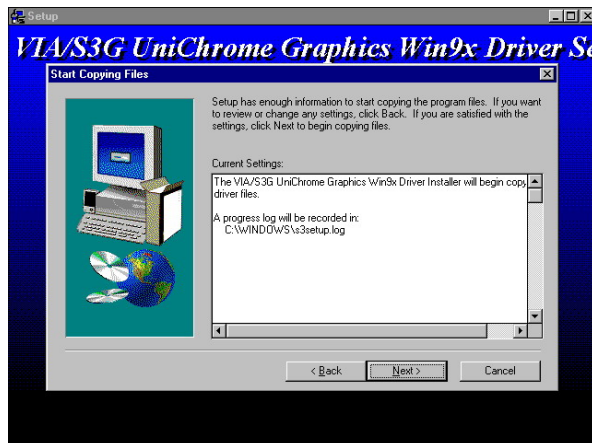 Setup
VIA/S3G UniChrome Graphics Win9x Driver Se
Start Copying Files
Setup has enough information to start copying the program files. If you want
to review or change any settings, click Back. If you are satisfied with the
settings, click Next to begin copying files.
Current Settings:
The VIA/S3G UniChrome Graphics Win9x Driver Installer will begin copy
driver files.
A progress log will be recorded in:
C:\WINDOWS\s3setup.log
< Back
Next >
Cancel